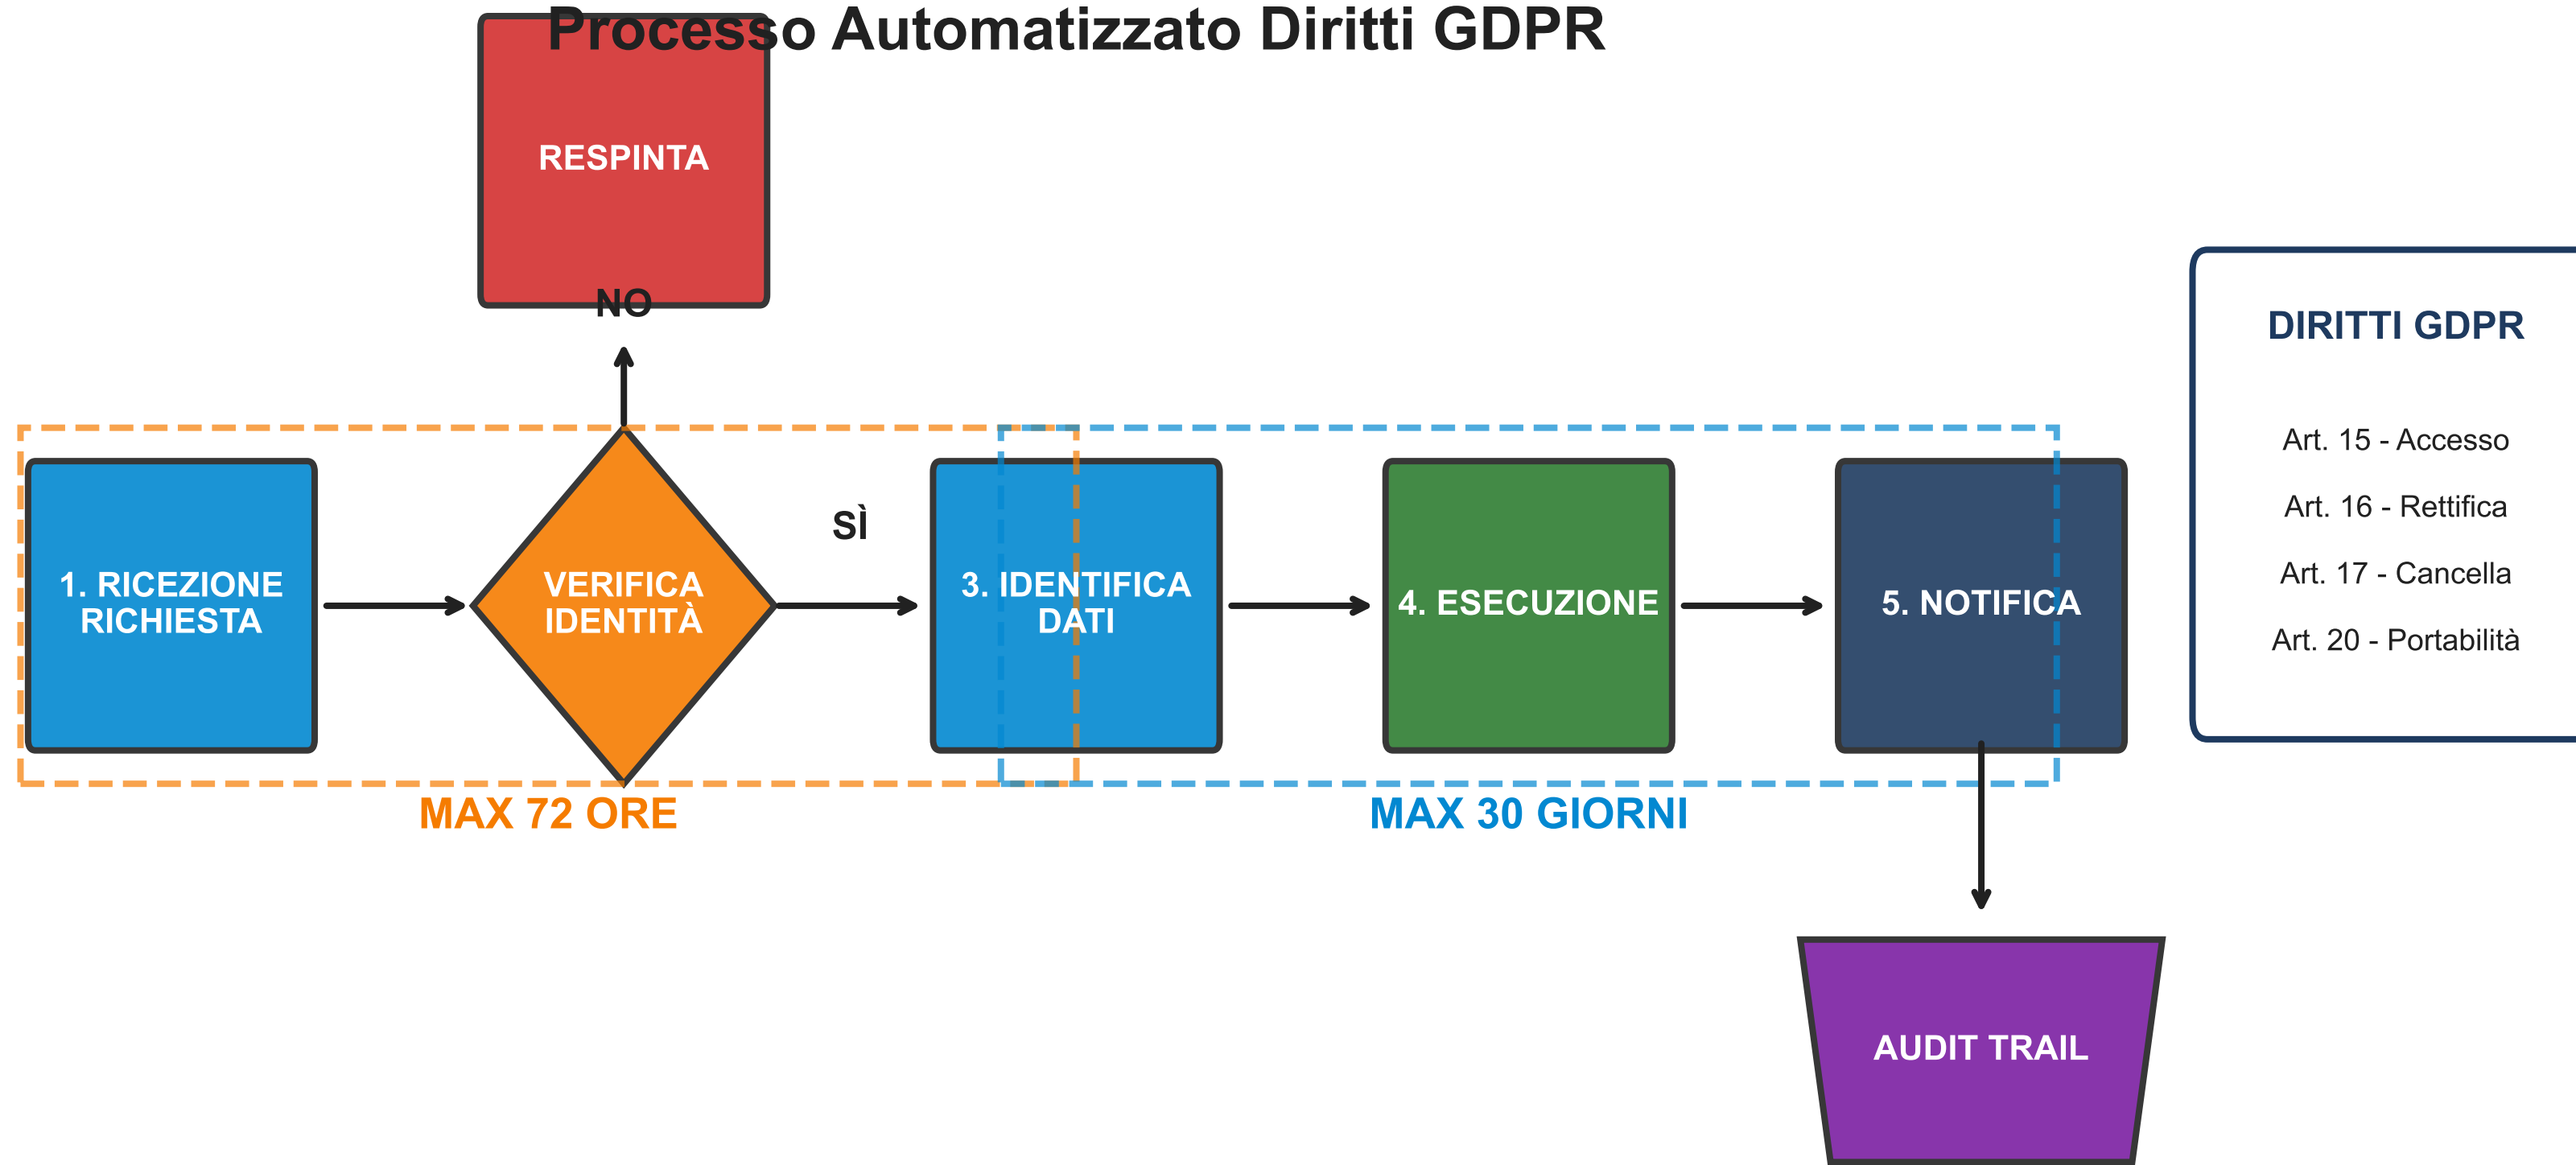 Processo Automatizzato Diritti GDPR
RESPINTA
NO
1. RICEZIONE
RICHIESTA
VERIFICA
IDENTITÀ
SÌ
3. IDENTIFICA
DATI
4. ESECUZIONE
5. NOTIFICA
MAX 72 ORE
MAX 30 GIORNI
AUDIT TRAIL
DIRITTI GDPR
Art. 15 - Accesso
Art. 16 - Rettifica
Art. 17 - Cancella
Art. 20 - Portabilità